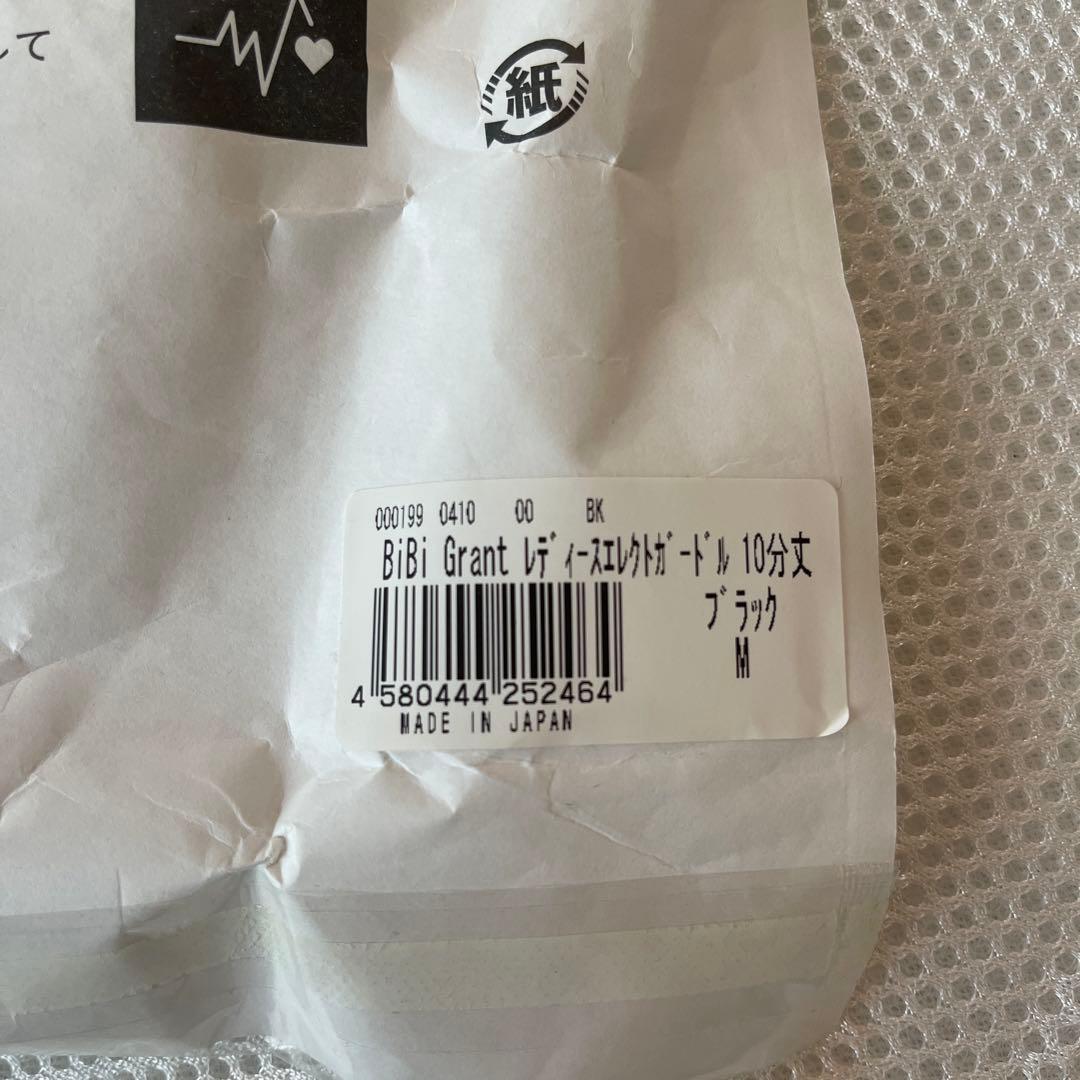 して
紙
000199 0410 00 BK
BiBi Grant ﾚﾃﾞｨｰｽｴﾚｸﾄｶﾞｰﾄﾞﾙ 10分丈
ﾌﾞﾗｯｸ
M
4 580444 252464
MADE IN JAPAN